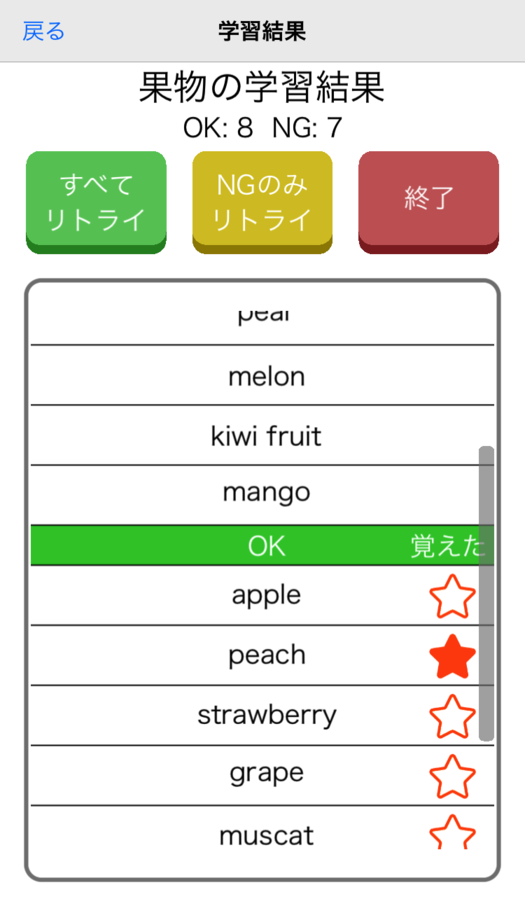 戻る 学習結果
果物の学習結果
OK: 8 NG: 7
すべて
リトライ
NGのみ
リトライ
終了
pear
melon
kiwi fruit
mango
OK 覚えた
apple
peach
strawberry
grape
muscat